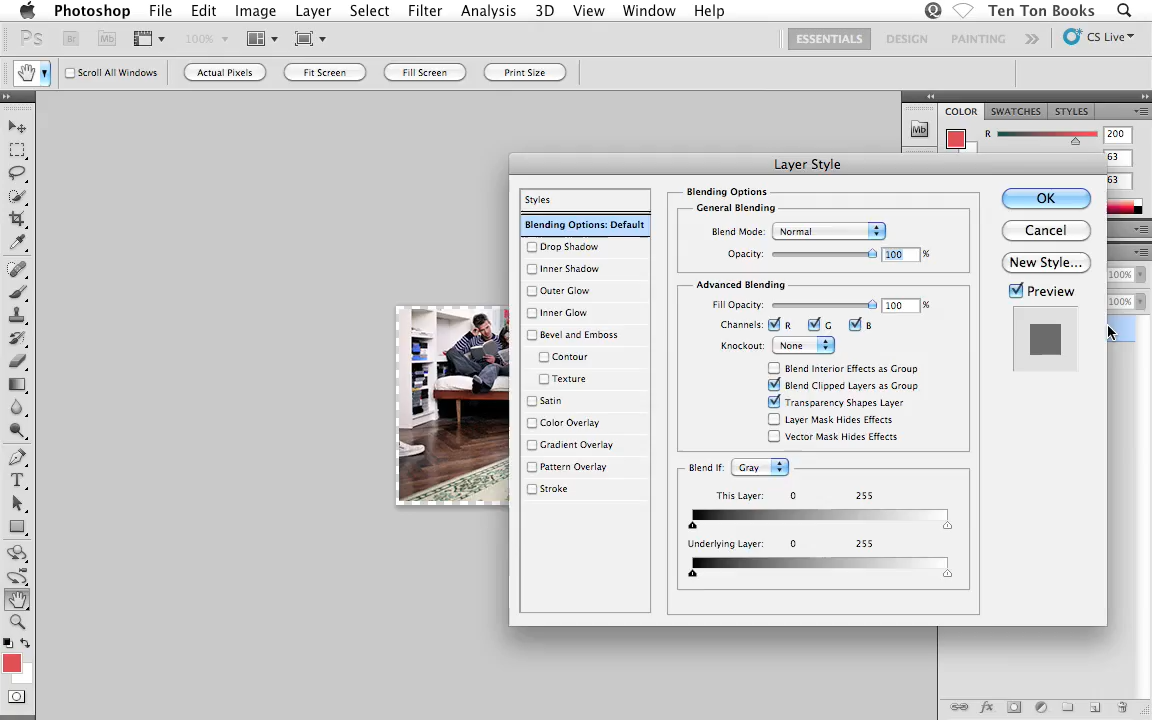 Photoshop File Edit Image Layer Select Filter Analysis 3D View Window Help Ten Ton Books
Ps Br Mb 100% ESSENTIALS DESIGN PAINTING CS Live
Scroll All Windows Actual Pixels Fit Screen Fill Screen Print Size
COLOR SWATCHES STYLES
Mb R 200
63
63
Layer Style
Styles
Blending Options: Default
Drop Shadow
Inner Shadow
Outer Glow
Inner Glow
Bevel and Emboss
Contour
Texture
Satin
Color Overlay
Gradient Overlay
Pattern Overlay
Stroke
Blending Options
General Blending
Blend Mode: Normal
Opacity: 100 %
Advanced Blending
Fill Opacity: 100 %
Channels: R G B
Knockout: None
Blend Interior Effects as Group
Blend Clipped Layers as Group
Transparency Shapes Layer
Layer Mask Hides Effects
Vector Mask Hides Effects
Blend If: Gray
This Layer: 0 255
Underlying Layer: 0 255
OK
Cancel
New Style...
Preview
100%
100%
T
fx